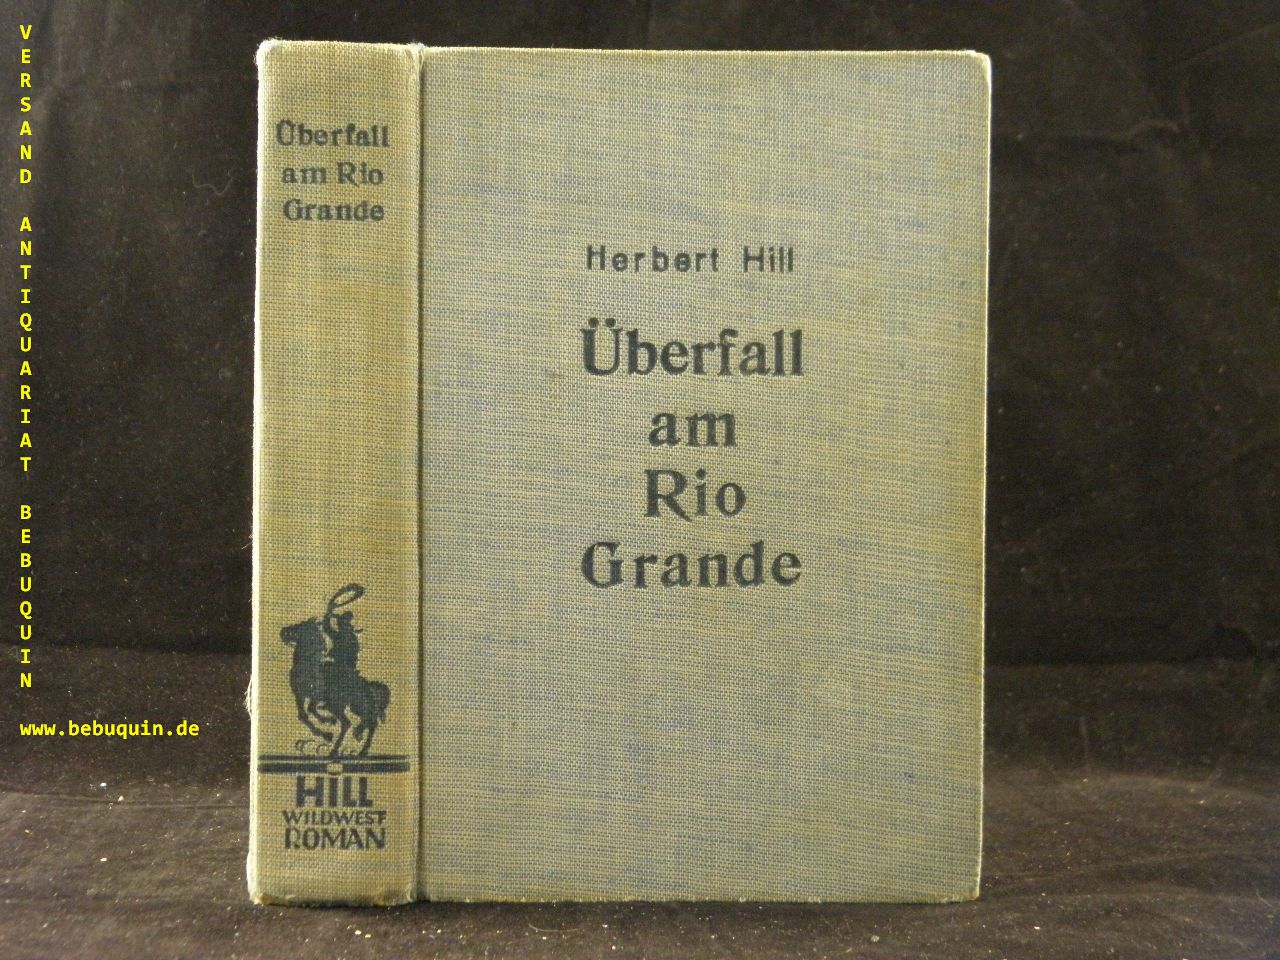 VERSAND ANTIQUARIAT BEBUQUIN
www.bebuquin.de
Überfall
am Rio
Grande
HILL
WILDWEST
ROMAN
Herbert Hill
Überfall
am
Rio
Grande